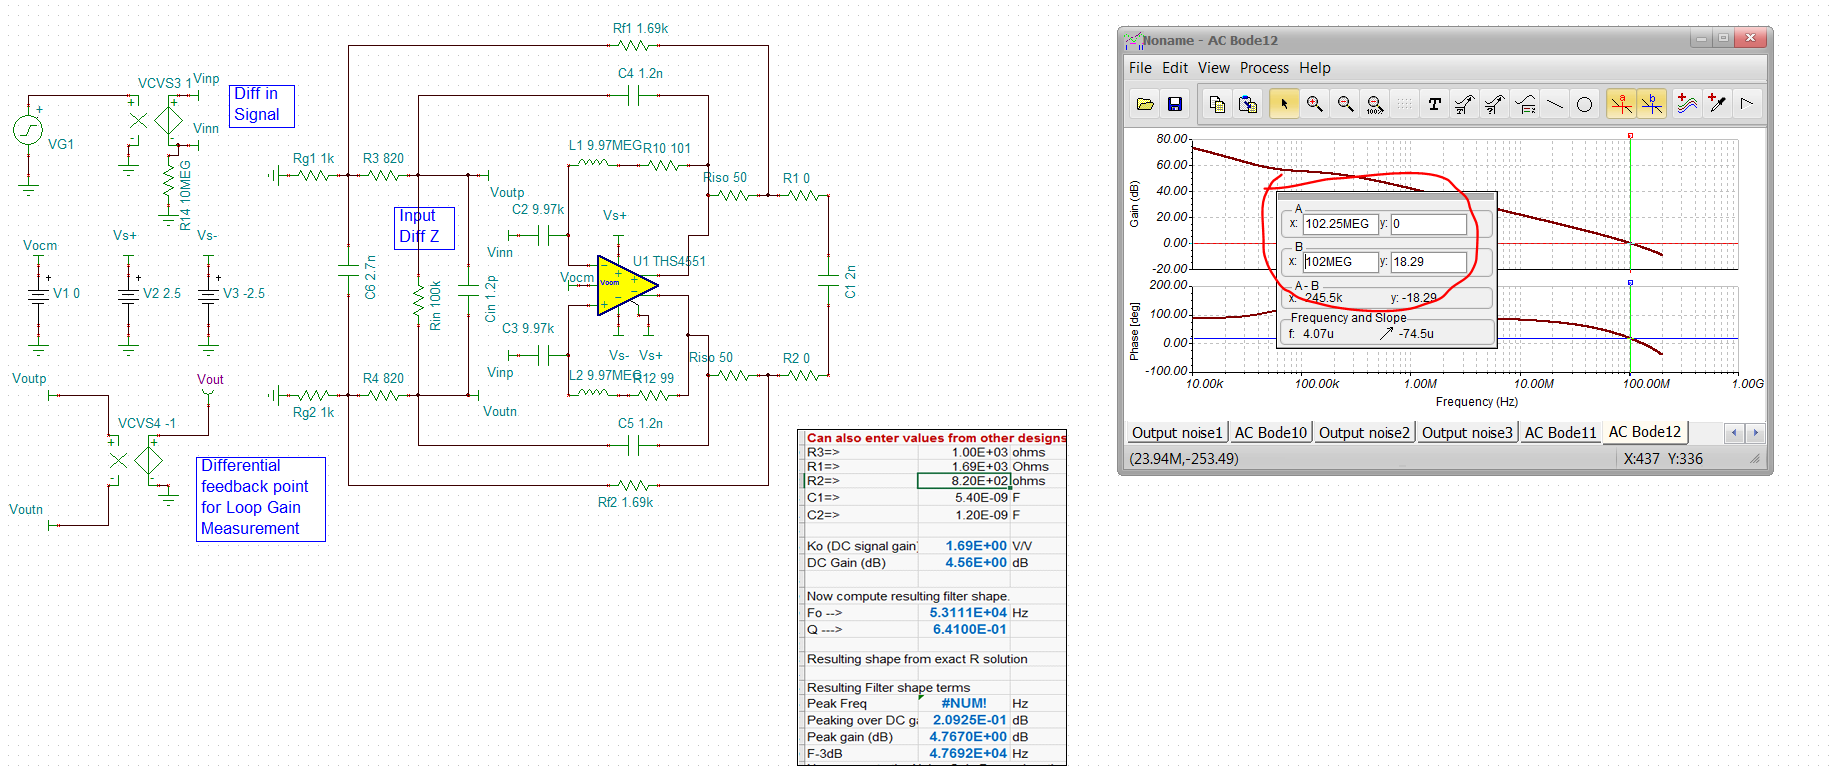 Rf1 1.69k
C4 1.2n
VCVS3 1
Vinp
Diff in
Signal
Vinn
VG1
R14 10MEG
L1 9.97MEG
R10 101
Rg1 1k
R3 820
Riso 50
R1 0
Voutp
Input
Diff Z
C2 9.97k
Vs+
Vinn
Vocm
Vs+
Vs-
U1 THS4551
Vocm
Vocm
V1 0
V2 2.5
V3 -2.5
C6 2.7n
Rin 100k
Cin 1.2p
C1 12n
C3 9.97k
Vs-
Vs+
Riso 50
R2 0
Vinp
L2 9.97MEG
R12 99
Voutp
Vout
Rg2 1k
R4 820
Voutn
VCVS4 -1
C5 1.2n
Differential
feedback point
for Loop Gain
Measurement
Rf2 1.69k
Voutn
Can also enter values from other designs
R3=> 1.00E+03 ohms
R1=> 1.69E+03 Ohms
R2=> 8.20E+02 ohms
C1=> 5.40E-09 F
C2=> 1.20E-09 F
Ko (DC signal gain) 1.69E+00 V/V
DC Gain (dB) 4.56E+00 dB
Now compute resulting filter shape.
Fo --> 5.3111E+04 Hz
Q ---> 6.4100E-01
Resulting shape from exact R solution
Resulting Filter shape terms
Peak Freq #NUM! Hz
Peaking over DC ga 2.0925E-01 dB
Peak gain (dB) 4.7670E+00 dB
F-3dB 4.7692E+04 Hz
Noname - AC Bode12
File Edit View Process Help
T
100%
a
b
80.00
60.00
40.00
20.00
0.00
-20.00
Gain (dB)
A
x: 102.25MEG y: 0
B
x: 102MEG y: 18.29
A - B
x: 245.5k y: -18.29
Frequency and Slope
f: 4.07u -74.5u
200.00
100.00
0.00
-100.00
Phase [deg]
10.00k 100.00k 1.00M 10.00M 100.00M 1.00G
Frequency (Hz)
Output noise1 AC Bode10 Output noise2 Output noise3 AC Bode11 AC Bode12
(23.94M,-253.49) X:437 Y:336